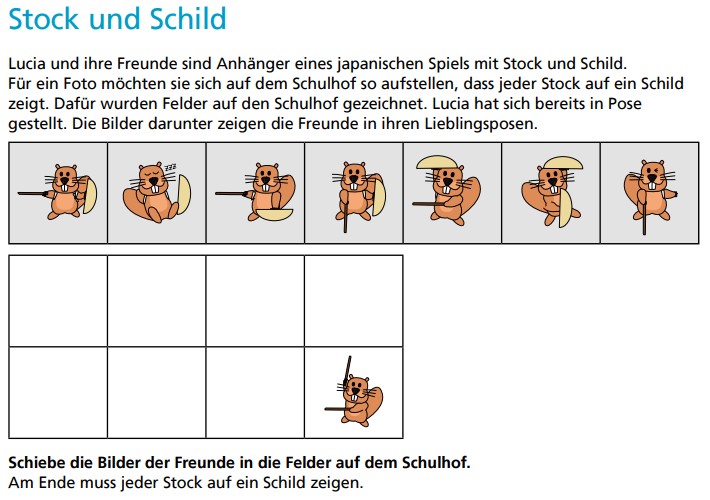 Stock und Schild
Lucia und ihre Freunde sind Anhänger eines japanischen Spiels mit Stock und Schild.
Für ein Foto möchten sie sich auf dem Schulhof so aufstellen, dass jeder Stock auf ein Schild
zeigt. Dafür wurden Felder auf den Schulhof gezeichnet. Lucia hat sich bereits in Pose
gestellt. Die Bilder darunter zeigen die Freunde in ihren Lieblingsposen.
zzz
Schiebe die Bilder der Freunde in die Felder auf dem Schulhof.
Am Ende muss jeder Stock auf ein Schild zeigen.